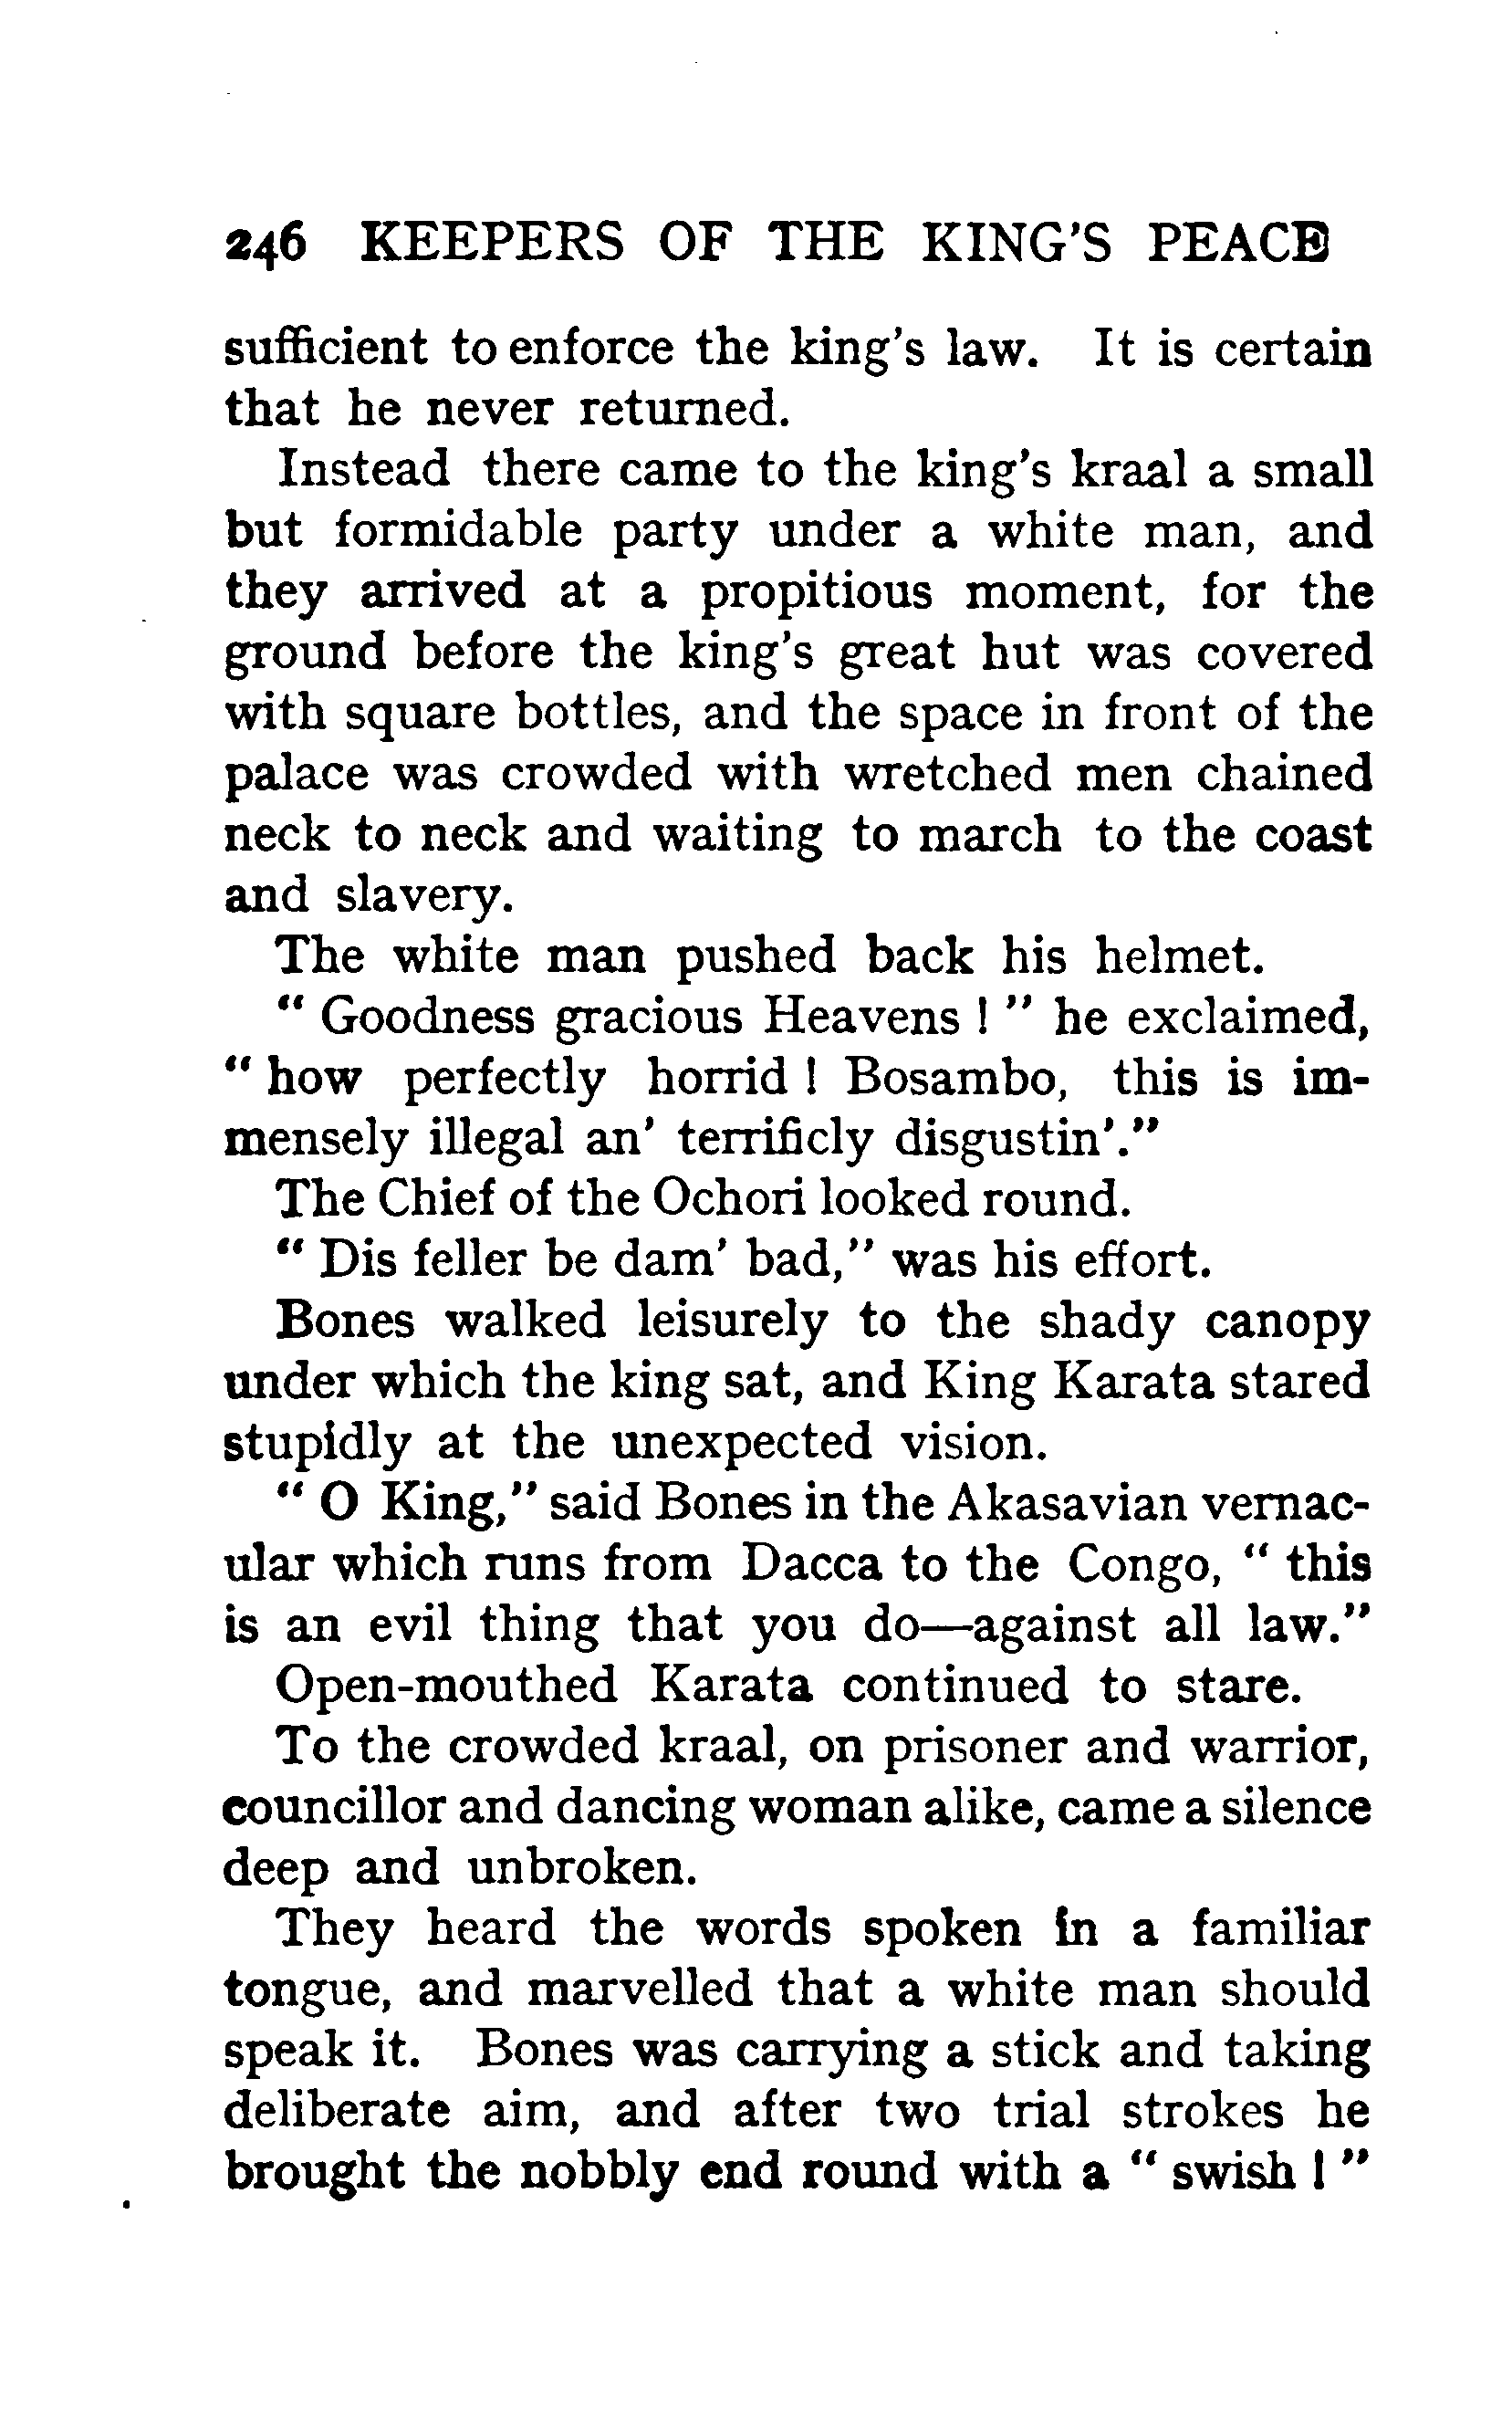 246 KEEPERS OF THE KING'S PEACE
sufficient to enforce the king's law. It is certain
that he never returned.
Instead there came to the king's kraal a small
but formidable party under a white man, and
they arrived at a propitious moment, for the
ground before the king's great hut was covered
with square bottles, and the space in front of the
palace was crowded with wretched men chained
neck to neck and waiting to march to the coast
and slavery.
The white man pushed back his helmet.
" Goodness gracious Heavens ! " he exclaimed,
" how perfectly horrid ! Bosambo, this is im-
mensely illegal an' terrificly disgustin'."
The Chief of the Ochori looked round.
" Dis feller be dam' bad," was his effort.
Bones walked leisurely to the shady canopy
under which the king sat, and King Karata stared
stupidly at the unexpected vision.
" O King," said Bones in the Akasavian vernac-
ular which runs from Dacca to the Congo, " this
is an evil thing that you do—against all law."
Open-mouthed Karata continued to stare.
To the crowded kraal, on prisoner and warrior,
councillor and dancing woman alike, came a silence
deep and unbroken.
They heard the words spoken in a familiar
tongue, and marvelled that a white man should
speak it. Bones was carrying a stick and taking
deliberate aim, and after two trial strokes he
brought the nobbly end round with a " swish ! "